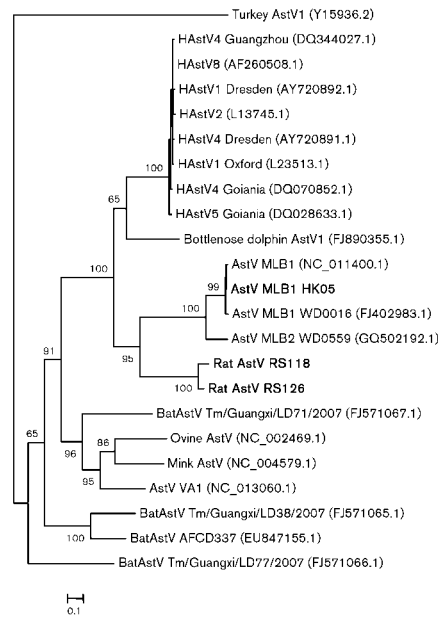 Turkey AstV1 (Y15936.2)
HAstV4 Guangzhou (DQ344027.1)
HAstV8 (AF260508.1)
HAstV1 Dresden (AY720892.1)
HAstV2 (L13745.1)
HAstV4 Dresden (AY720891.1)
100
HAstV1 Oxford (L23513.1)
HAstV4 Goiania (DQ070852.1)
65
HAstV5 Goiania (DQ028633.1)
Bottlenose dolphin AstV1 (FJ890355.1)
100
AstV MLB1 (NC_011400.1)
99
AstV MLB1 HK05
100
AstV MLB1 WD0016 (FJ402983.1)
AstV MLB2 WD0559 (GQ502192.1)
95
91
Rat AstV RS118
100
Rat AstV RS126
BatAstV Tm/Guangxi/LD71/2007 (FJ571067.1)
65
86
Ovine AstV (NC_002469.1)
96
Mink AstV (NC_004579.1)
95
AstV VA1 (NC_013060.1)
BatAstV Tm/Guangxi/LD38/2007 (FJ571065.1)
100
BatAstV AFCD337 (EU847155.1)
BatAstV Tm/Guangxi/LD77/2007 (FJ571066.1)
0.1